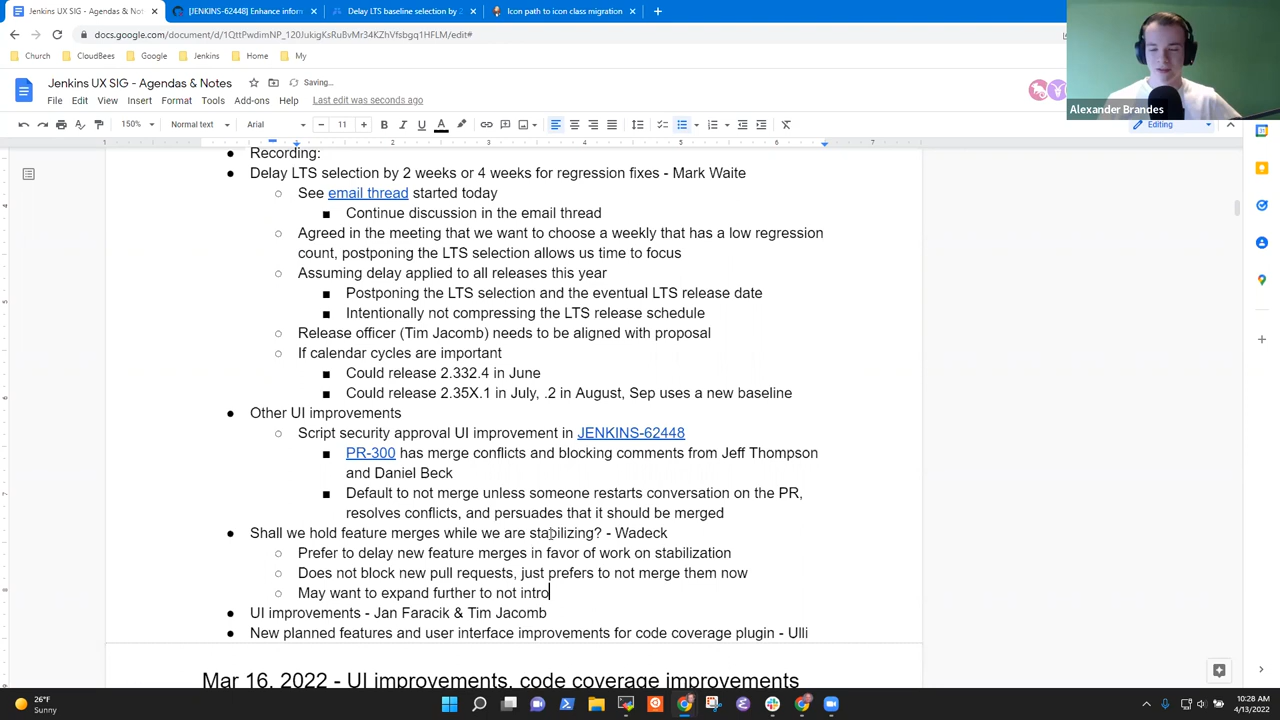 Jenkins UX SIG - Agendas & Not
[JENKINS-62448] Enhance infor
Delay LTS baseline selection by 2
Icon path to icon class migration
docs.google.com/document/d/1QttPwdimNP_120JukigKsRuBvMr34KZhVfsbgq1HFLM/edit#
Church
CloudBees
Google
Jenkins
Home
My
Jenkins UX SIG - Agendas & Notes
Saving...
File Edit View Insert Format Tools Add-ons Help Last edit was seconds ago
Alexander Brandes
150% Normal text Arial 11
Editing
1 1 2 3 4 5 6 7
● Recording:
● Delay LTS selection by 2 weeks or 4 weeks for regression fixes - Mark Waite
○ See email thread started today
■ Continue discussion in the email thread
○ Agreed in the meeting that we want to choose a weekly that has a low regression
count, postponing the LTS selection allows us time to focus
○ Assuming delay applied to all releases this year
■ Postponing the LTS selection and the eventual LTS release date
■ Intentionally not compressing the LTS release schedule
○ Release officer (Tim Jacomb) needs to be aligned with proposal
○ If calendar cycles are important
■ Could release 2.332.4 in June
■ Could release 2.35X.1 in July, .2 in August, Sep uses a new baseline
● Other UI improvements
○ Script security approval UI improvement in JENKINS-62448
■ PR-300 has merge conflicts and blocking comments from Jeff Thompson
and Daniel Beck
■ Default to not merge unless someone restarts conversation on the PR,
resolves conflicts, and persuades that it should be merged
● Shall we hold feature merges while we are stabilizing? - Wadeck
○ Prefer to delay new feature merges in favor of work on stabilization
○ Does not block new pull requests, just prefers to not merge them now
○ May want to expand further to not intro
● UI improvements - Jan Faracik & Tim Jacomb
● New planned features and user interface improvements for code coverage plugin - Ulli
Mar 16, 2022 - UI improvements, code coverage improvements
26°F
Snow
10:28 AM
4/13/2022